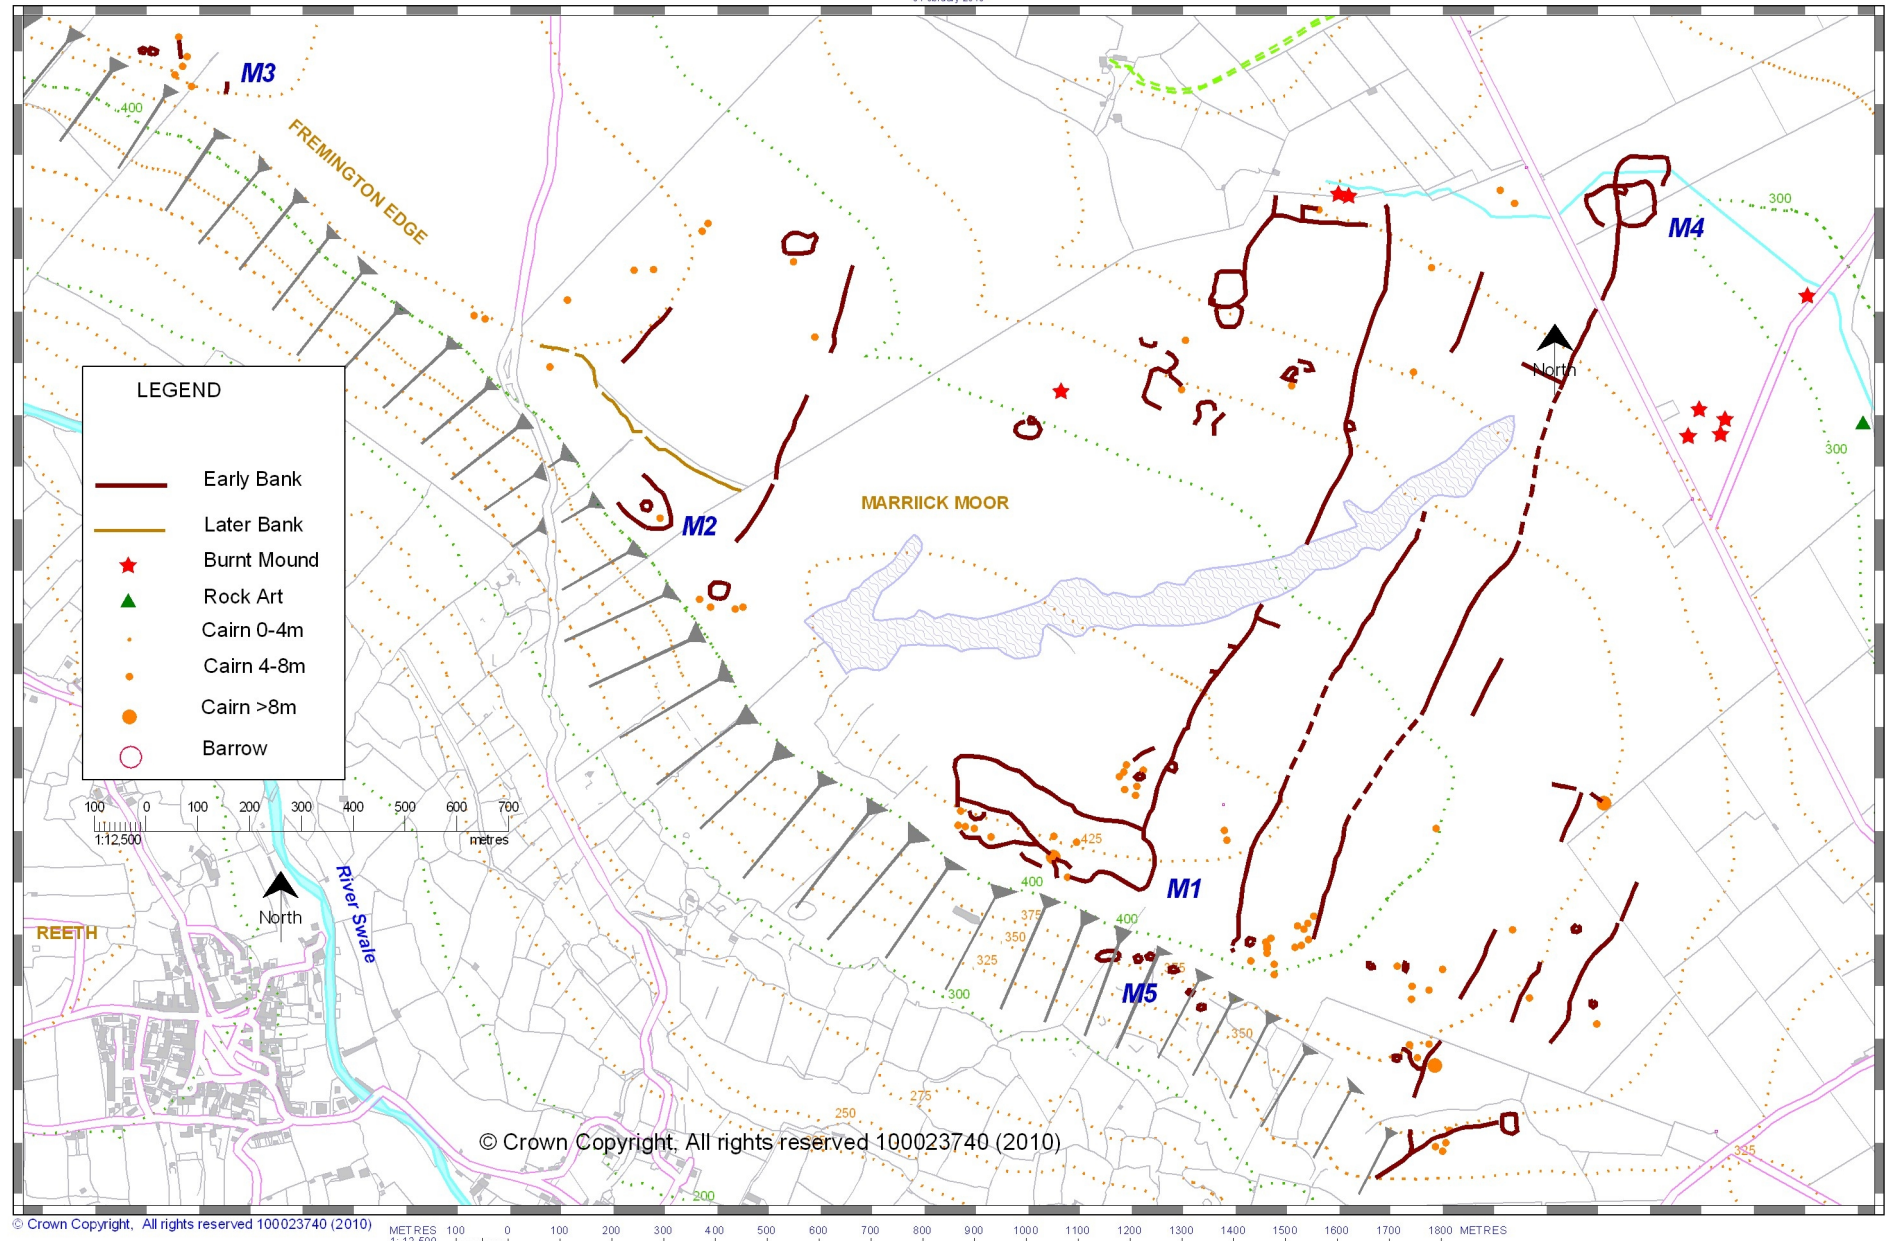 M3
400
FREMINGTON EDGE
300
M4
North
LEGEND
Early Bank
Later Bank
Burnt Mound
Rock Art
Cairn 0-4m
Cairn 4-8m
Cairn >8m
Barrow
300
MARRIICK MOOR
M2
100 0 100 200 300 400 500 600 700
1:12,500 metres
425
400
M1
375
400
350
325
375
M5
300
350
North
River Swale
REETH
275
250
© Crown Copyright, All rights reserved 100023740 (2010)
325
200
© Crown Copyright, All rights reserved 100023740 (2010)
METRES 100 0 100 200 300 400 500 600 700 800 900 1000 1100 1200 1300 1400 1500 1600 1700 1800 METRES